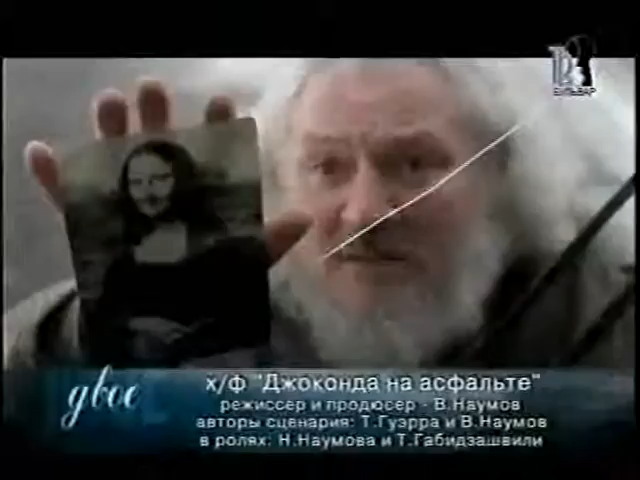 БУЛЬВАР
двое
х/ф "Джоконда на асфальте"
режиссер и продюсер - В.Наумов
авторы сценария: Т.Гуэрра и В.Наумов
в ролях: Н.Наумова и Т.Габидзашвили